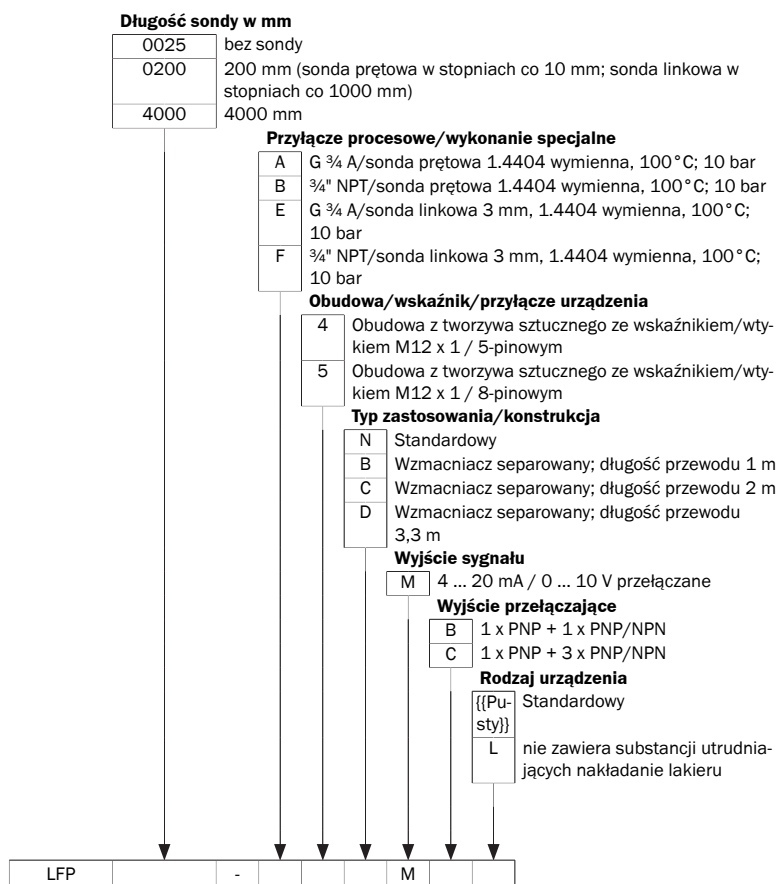 Długość sondy w mm
0025 bez sondy
0200 200 mm (sonda prętowa w stopniach co 10 mm; sonda linkowa w
stopniach co 1000 mm)
4000 4000 mm
Przyłącze procesowe/wykonanie specjalne
A G ¾ A/sonda prętowa 1.4404 wymienna, 100°C; 10 bar
B ¾" NPT/sonda prętowa 1.4404 wymienna, 100°C; 10 bar
E G ¾ A/sonda linkowa 3 mm, 1.4404 wymienna, 100°C;
10 bar
F ¾" NPT/sonda linkowa 3 mm, 1.4404 wymienna, 100°C;
10 bar
Obudowa/wskaźnik/przyłącze urządzenia
4 Obudowa z tworzywa sztucznego ze wskaźnikiem/wty-
kiem M12 x 1 / 5-pinowym
5 Obudowa z tworzywa sztucznego ze wskaźnikiem/wty-
kiem M12 x 1 / 8-pinowym
Typ zastosowania/konstrukcja
N Standardowy
B Wzmacniacz separowany; długość przewodu 1 m
C Wzmacniacz separowany; długość przewodu 2 m
D Wzmacniacz separowany; długość przewodu
3,3 m
Wyjście sygnału
M 4 ... 20 mA / 0 ... 10 V przełączane
Wyjście przełączające
B 1 x PNP + 1 x PNP/NPN
C 1 x PNP + 3 x PNP/NPN
Rodzaj urządzenia
{{Pu- Standardowy
sty}}
L nie zawiera substancji utrudnia-
jących nakładanie lakieru
LFP - M